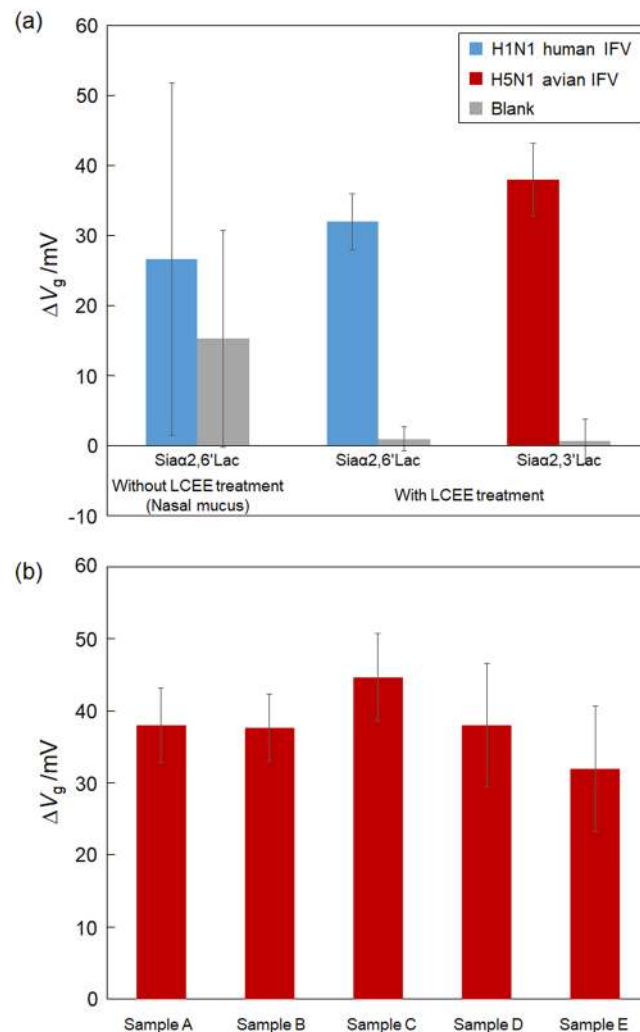 (a)
60
50
40
30
20
10
0
-10
ΔVg /mV
H1N1 human IFV
H5N1 avian IFV
Blank
Siaα2,6'Lac Siaα2,6'Lac Siaα2,3'Lac
Without LCEE treatment
(Nasal mucus)
With LCEE treatment
(b)
60
50
40
30
20
10
0
ΔVg /mV
Sample A Sample B Sample C Sample D Sample E